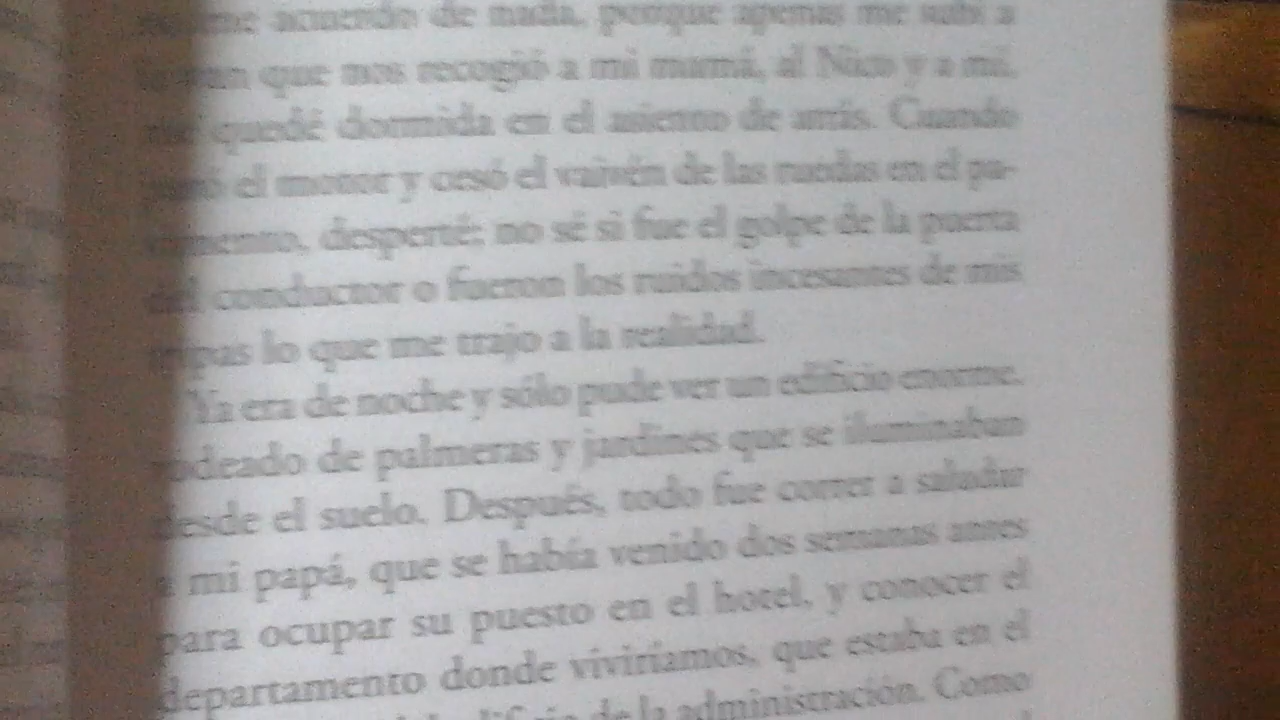 acuerdo de nada, porque apenas me subí a
que nos recogió a mi mamá, al Nico y a mí,
me quedé dormida en el asiento de atrás. Cuando
paró el motor y cesó el vaivén de las ruedas en el pa-
vimento, desperté; no sé si fue el golpe de la puerta
del conductor o fueron los ruidos incesantes de mis
tripas lo que me trajo a la realidad.
Ya era de noche y sólo pude ver un edificio enorme,
rodeado de palmeras y jardines que se iluminaban
desde el suelo. Después, todo fue correr a saludar
a mi papá, que se había venido dos semanas antes
para ocupar su puesto en el hotel, y conocer el
departamento donde viviríamos, que estaba en el
edificio de la administración. Como